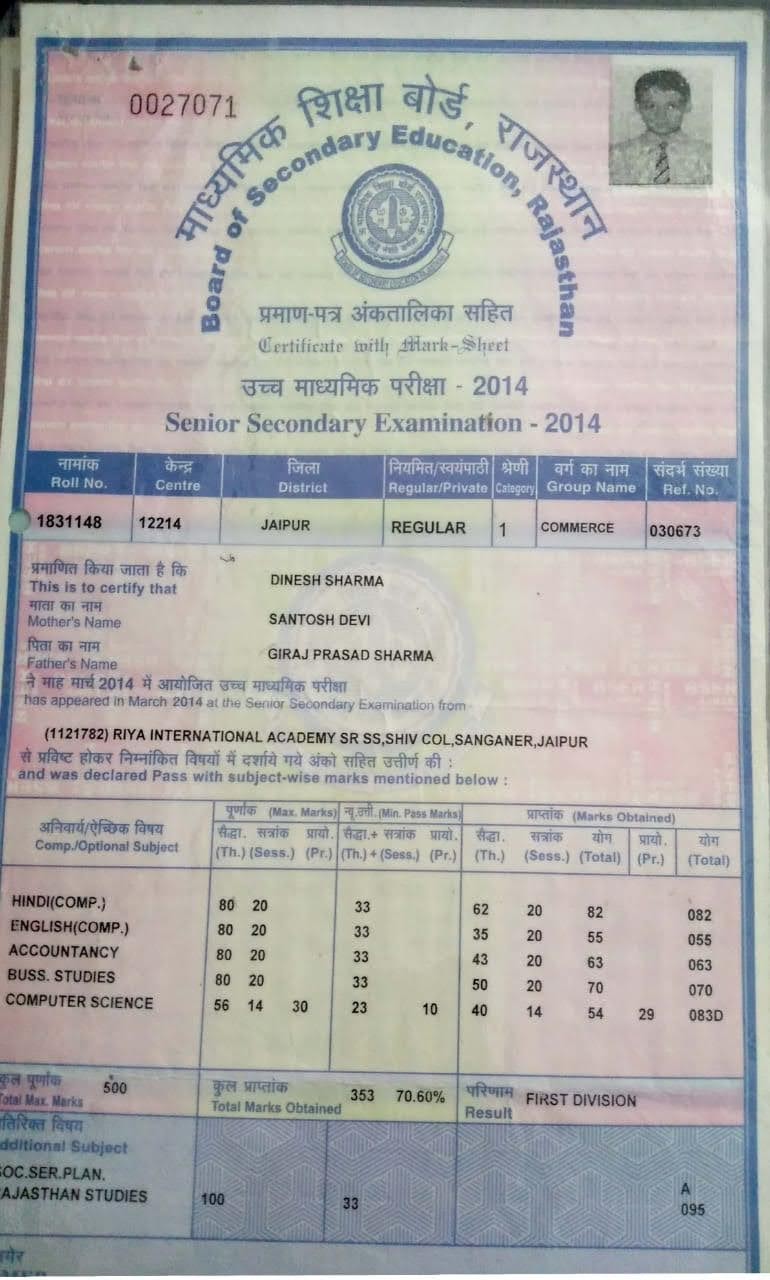 0027071
माध्यमिक शिक्षा बोर्ड, राजस्थान
Board of Secondary Education, Rajasthan
प्रमाण-पत्र अंकतालिका सहित
Certificate with Mark-Sheet
उच्च माध्यमिक परीक्षा - 2014
Senior Secondary Examination - 2014
नामांक केन्द्र जिला नियमित/स्वयंपाठी श्रेणी वर्ग का नाम संदर्भ संख्या
Roll No. Centre District Regular/Private Category Group Name Ref. No.
1831148 12214 JAIPUR REGULAR 1 COMMERCE 030673
प्रमाणित किया जाता है कि
This is to certify that DINESH SHARMA
माता का नाम
Mother's Name SANTOSH DEVI
पिता का नाम
Father's Name GIRAJ PRASAD SHARMA
ने माह मार्च 2014 में आयोजित उच्च माध्यमिक परीक्षा
has appeared in March 2014 at the Senior Secondary Examination from
(1121782) RIYA INTERNATIONAL ACADEMY SR SS,SHIV COL,SANGANER,JAIPUR
से प्रविष्ट होकर निम्नांकित विषयों में दर्शाये गये अंको सहित उत्तीर्ण की :
and was declared Pass with subject-wise marks mentioned below :
अनिवार्य/ऐच्छिक विषय पूर्णांक (Max. Marks) न्यू.उत्ती.(Min. Pass Marks) प्राप्तांक (Marks Obtained)
Comp./Optional Subject सैद्धा. सत्रांक प्रायो. सैद्धा.+ सत्रांक प्रायो. सैद्धा. सत्रांक योग प्रायो. योग
(Th.) (Sess.) (Pr.) (Th.) + (Sess.) (Pr.) (Th.) (Sess.) (Total) (Pr.) (Total)
HINDI(COMP.) 80 20 33 62 20 82 082
ENGLISH(COMP.) 80 20 33 35 20 55 055
ACCOUNTANCY 80 20 33 43 20 63 063
BUSS. STUDIES 80 20 33 50 20 70 070
COMPUTER SCIENCE 56 14 30 23 10 40 14 54 29 083D
कुल पूर्णांक 500 कुल प्राप्तांक 353 70.60% परिणाम FIRST DIVISION
Total Max. Marks Total Marks Obtained Result
तिरिक्त विषय
dditional Subject
OC.SER.PLAN. A
AJASTHAN STUDIES 100 33 095